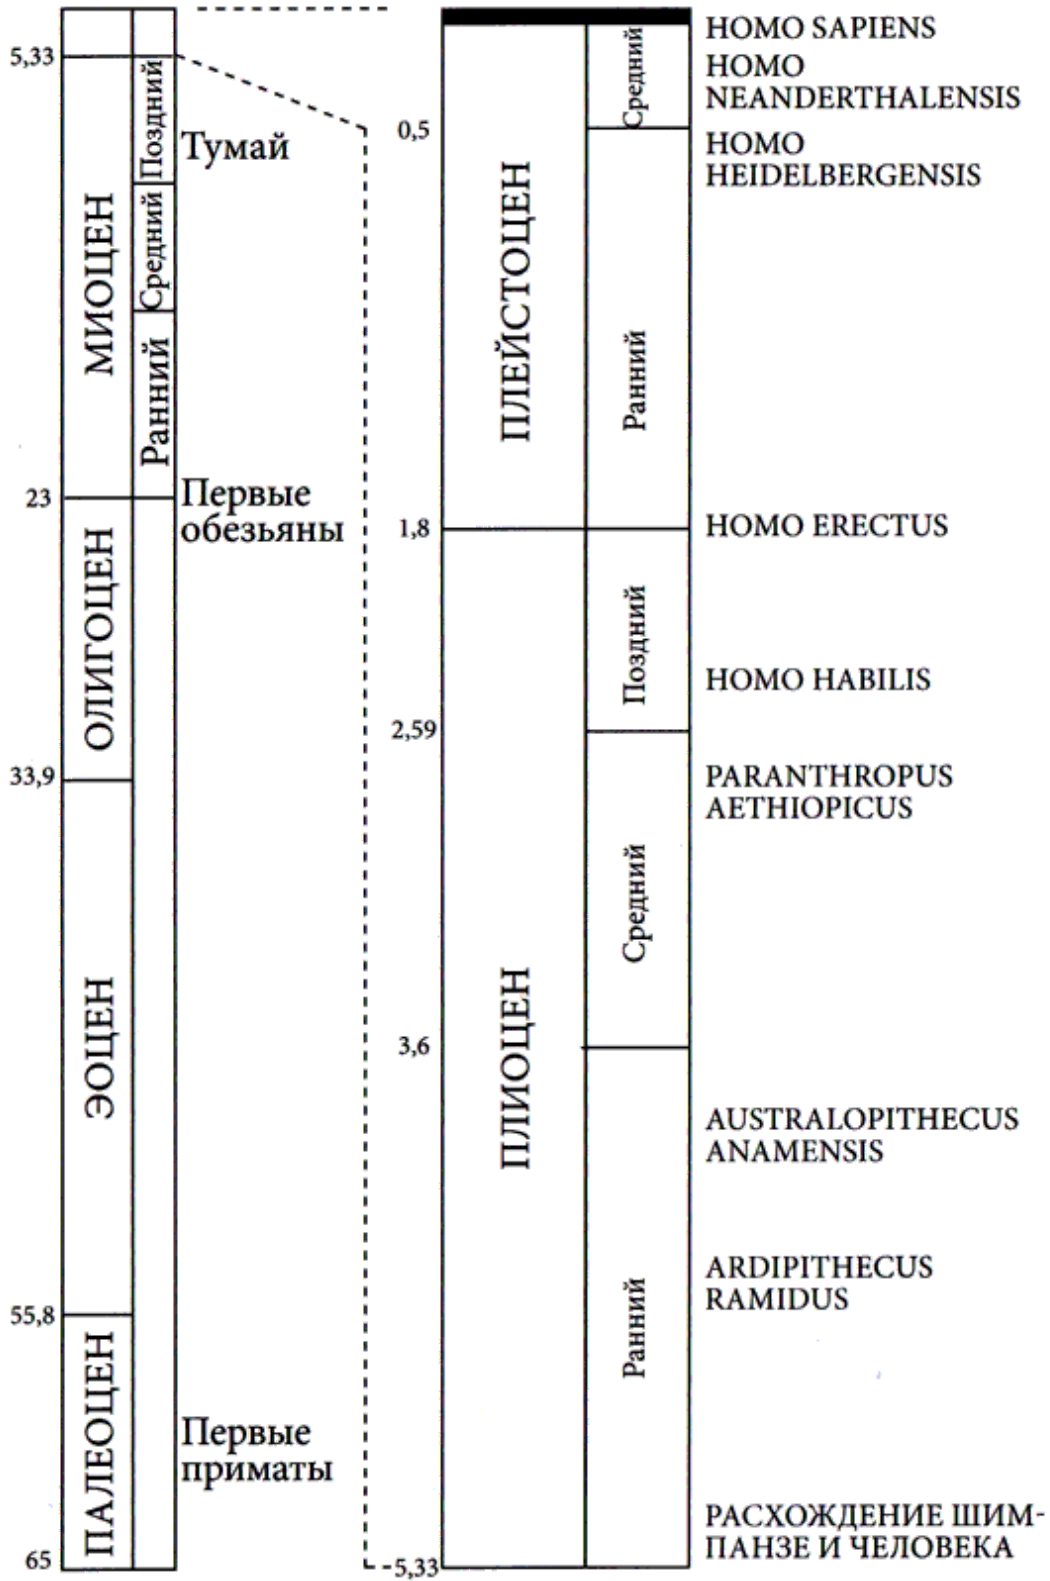 5,33
Поздний
Тумай
МИОЦЕН
Средний
Ранний
23
Первые
обезьяны
ОЛИГОЦЕН
33,9
ЭОЦЕН
55,8
ПАЛЕОЦЕН
Первые
приматы
65
HOMO SAPIENS
Средний
HOMO
NEANDERTHALENSIS
0,5
HOMO
HEIDELBERGENSIS
ПЛЕЙСТОЦЕН
Ранний
1,8
HOMO ERECTUS
Поздний
HOMO HABILIS
2,59
PARANTHROPUS
AETHIOPICUS
Средний
ПЛИОЦЕН
3,6
AUSTRALOPITHECUS
ANAMENSIS
ARDIPITHECUS
RAMIDUS
Ранний
РАСХОЖДЕНИЕ ШИМ-
ПАНЗЕ И ЧЕЛОВЕКА
5,33